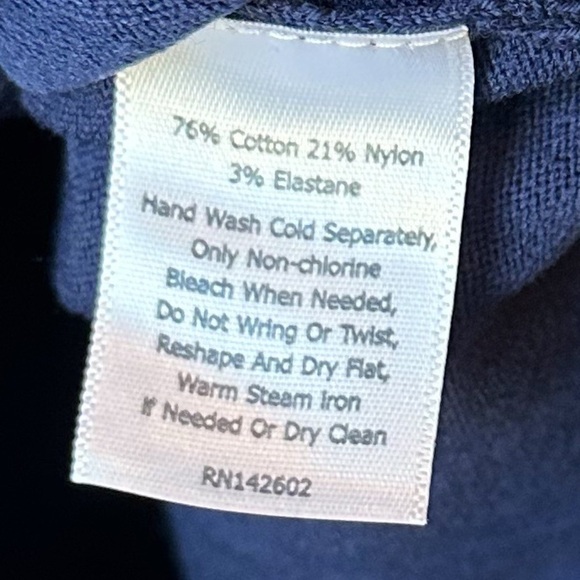 76% Cotton 21% Nylon
3% Elastane
Hand Wash Cold Separately,
Only Non-chlorine
Bleach When Needed,
Do Not Wring Or Twist,
Reshape And Dry Flat,
Warm Steam Iron
If Needed Or Dry Clean
RN142602